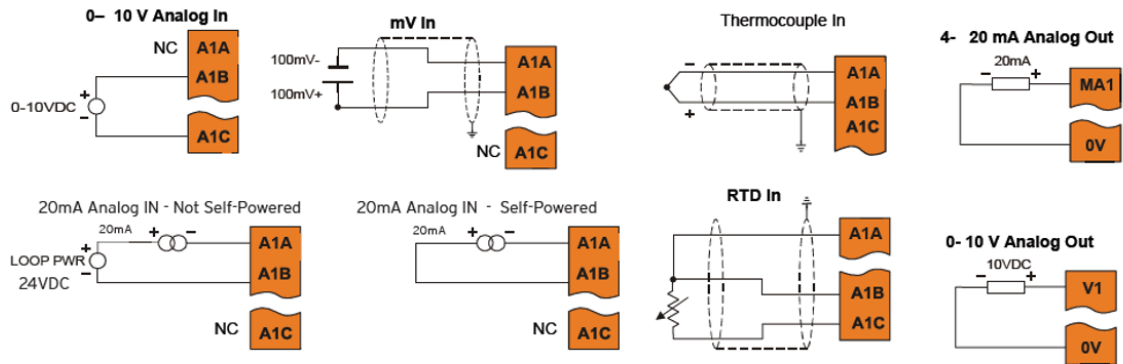 0– 10 V Analog In
NC A1A
A1B
0-10VDC + –
A1C
mV In
100mV-
100mV+
A1A
A1B
NC A1C
Thermocouple In
– A1A
+ A1B
A1C
4- 20 mA Analog Out
20mA
– + MA1
0V
20mA Analog IN - Not Self-Powered
20mA + – A1A
LOOP PWR + –
24VDC
A1B
NC A1C
20mA Analog IN - Self-Powered
20mA + – A1A
A1B
NC A1C
RTD In
A1A
A1B
A1C
0- 10 V Analog Out
10VDC
– + V1
0V